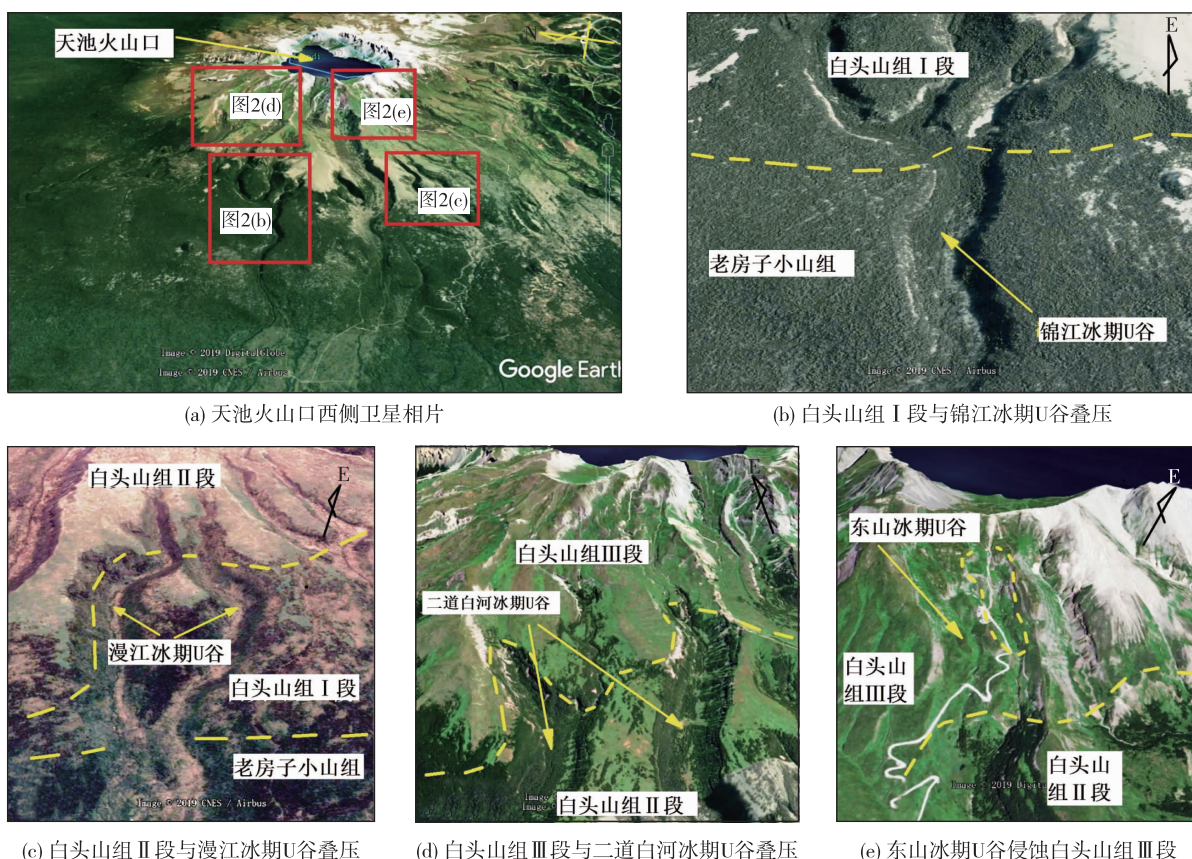 天池火山口
N
图2(d)
图2(e)
图2(b)
图2(c)
Image © 2019 DigitalGlobe
Image © 2019 CNES / Airbus
Google Earth
(a) 天池火山口西侧卫星相片
E
白头山组Ⅰ段
老房子小山组
锦江冰期U谷
Image © 2019 CNES / Airbus
(b) 白头山组Ⅰ段与锦江冰期U谷叠压
白头山组Ⅱ段
E
漫江冰期U谷
白头山组Ⅰ段
老房子小山组
Image © 2019 CNES / Airbus
(c) 白头山组Ⅱ段与漫江冰期U谷叠压
E
白头山组Ⅲ段
二道白河冰期U谷
白头山组Ⅱ段
Image
Image ©
(d) 白头山组Ⅲ段与二道白河冰期U谷叠压
E
东山冰期U谷
白头山
组Ⅲ段
白头山
组Ⅱ段
Image © 2019 Digit
(e) 东山冰期U谷侵蚀白头山组Ⅲ段